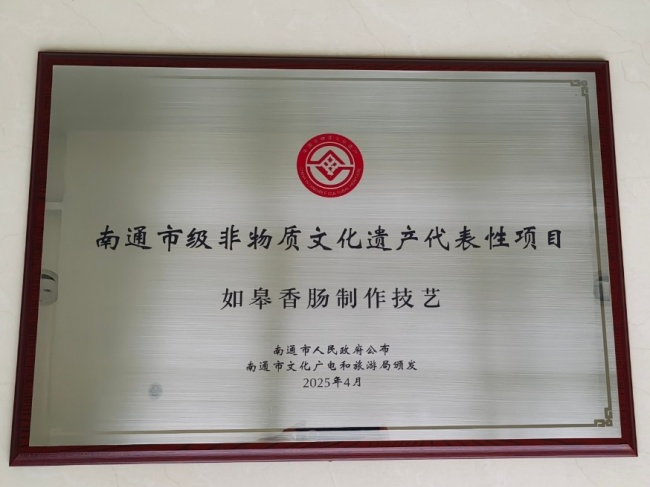 南通市级非物质文化遗产代表性项目
如皋香肠制作技艺
南通市人民政府公布
南通市文化广电和旅游局颁发
2025年4月